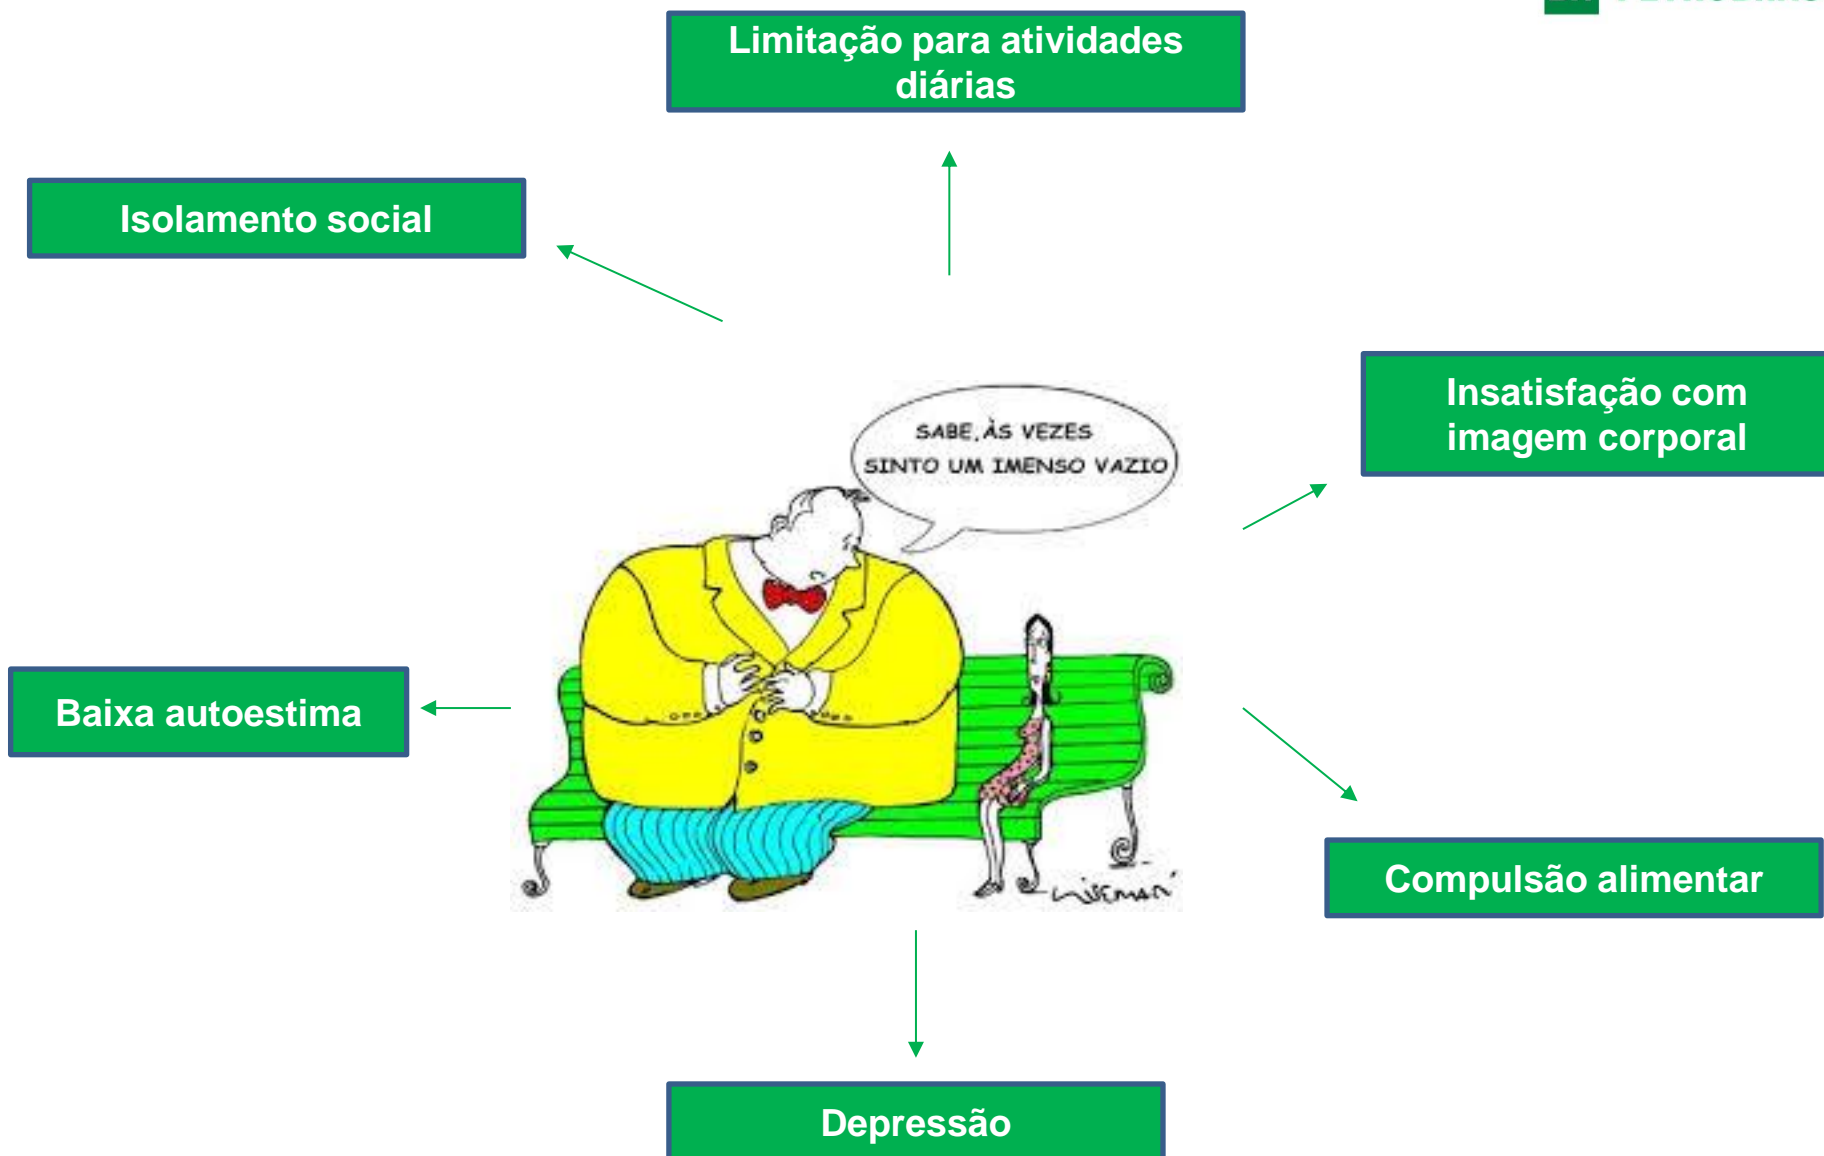 Limitação para atividades
diárias
Isolamento social
Insatisfação com
imagem corporal
SABE, ÀS VEZES
SINTO UM IMENSO VAZIO
Baixa autoestima
Compulsão alimentar
Depressão